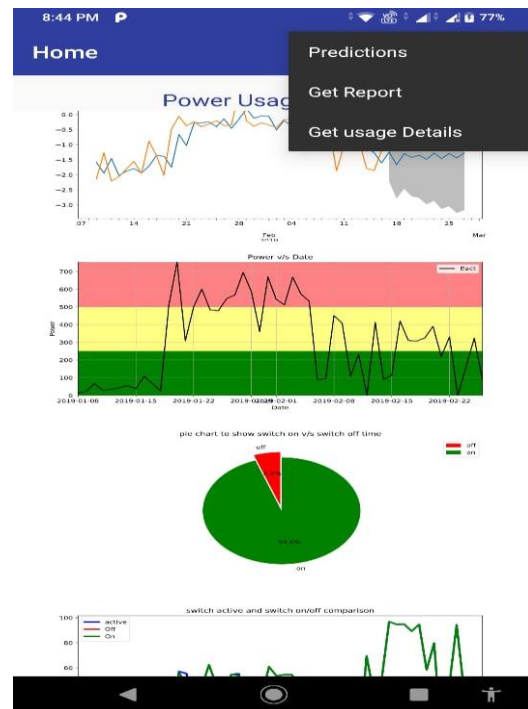 8:44 PM 77%
Home
Predictions
Get Report
Get usage Details
Power Usag
0.0
−0.5
−1.0
−1.5
−2.0
−2.5
−3.0
07 14 21 28 04 11 18 25
Feb Mar
Power v/s Date
700
600
500
400
300
200
100
0
Power
Eact
2019-01-08 2019-01-15 2019-01-22 2019-02-01 2019-02-08 2019-02-15 2019-02-22
Date
pie chart to show switch on v/s switch off time
off
on
off
on
switch active and switch on/off comparison
100
80
60
active
Off
On